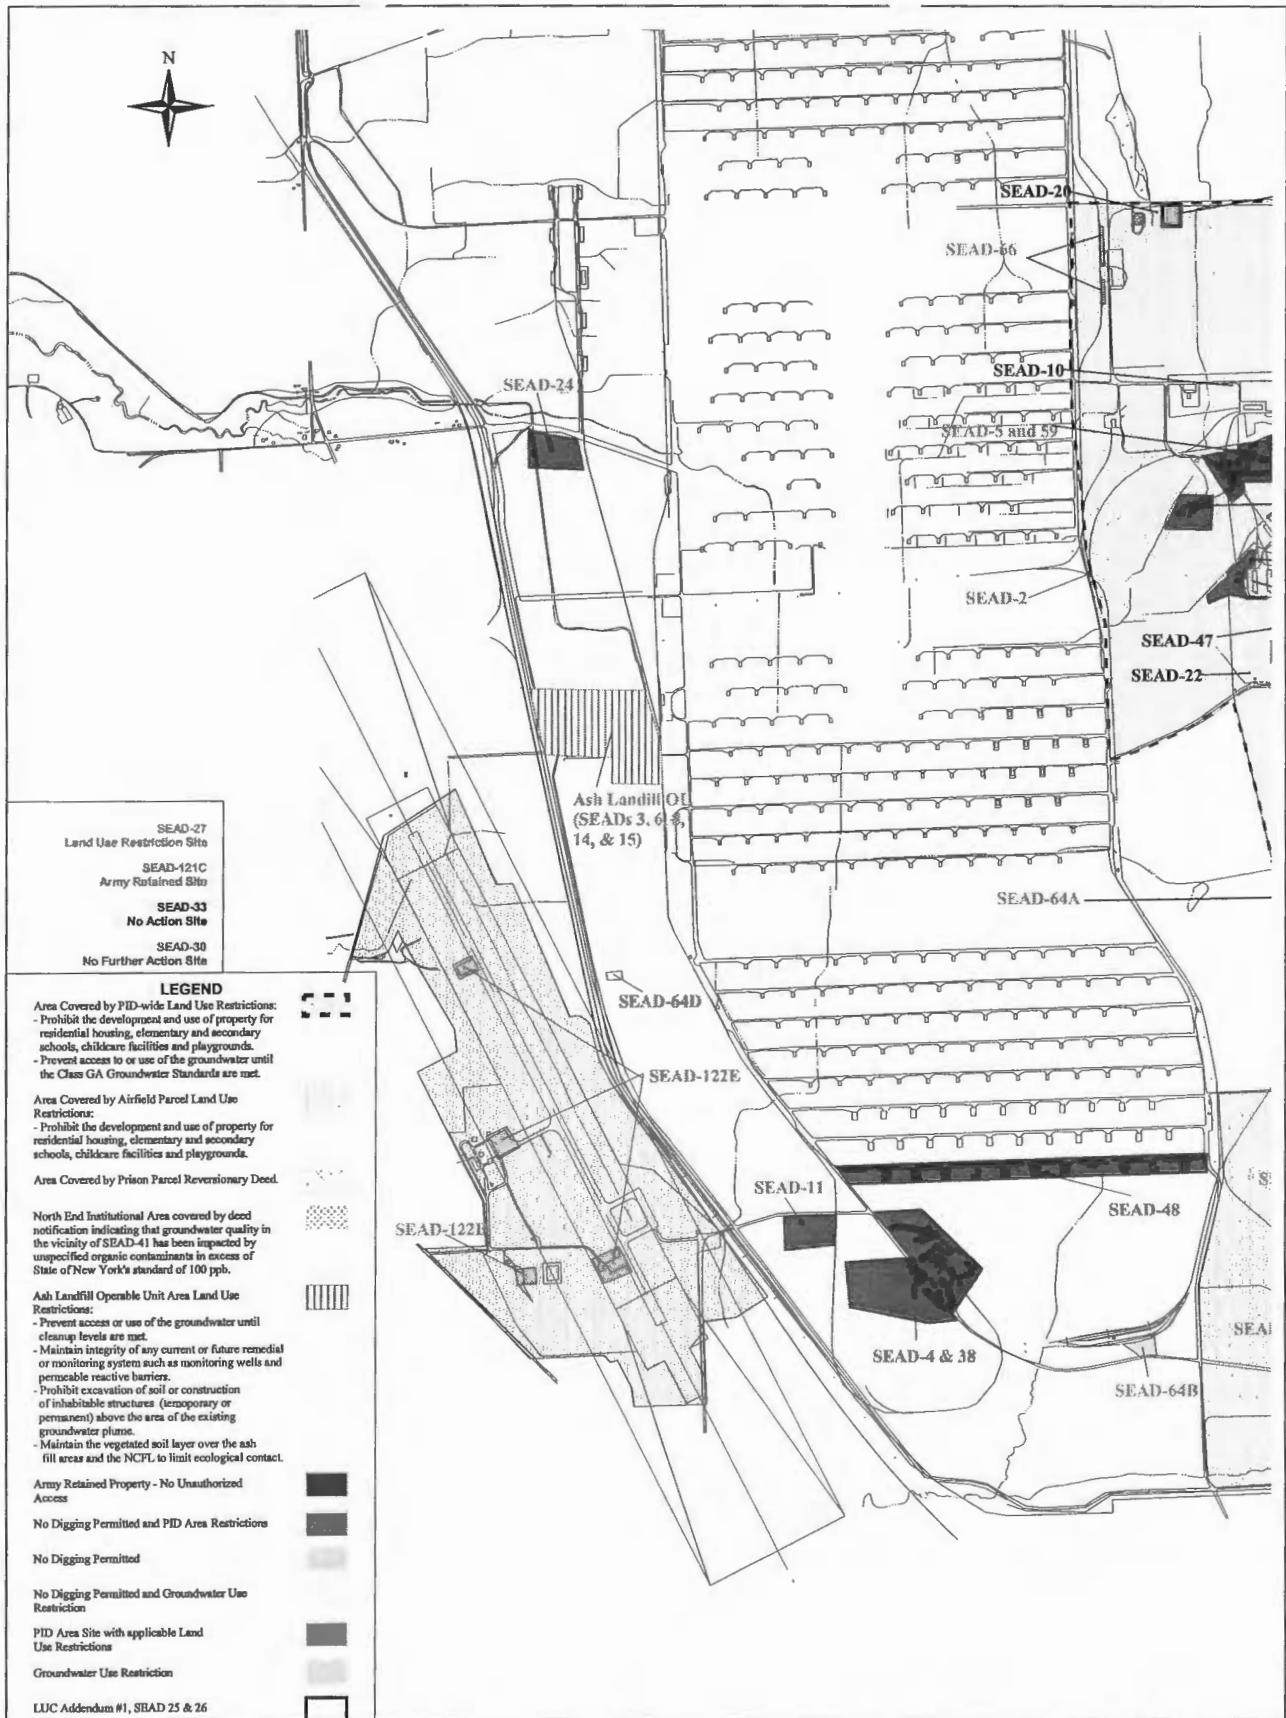 N
SEAD-20
SEAD-66
SEAD-24
SEAD-10
SEAD-5 and 59
SEAD-2
SEAD-47
SEAD-22
Ash Landfill OU
(SEADs 3, 6, 8,
14, & 15)
SEAD-27
Land Use Restriction Site
SEAD-121C
Army Retained Site
SEAD-33
No Action Site
SEAD-30
No Further Action Site
SEAD-64A
SEAD-64D
SEAD-122E
SEAD-11
SEAD-48
SEAD-4 & 38
SEAD-64B
LEGEND
Area Covered by PID-wide Land Use Restrictions:
- Prohibit the development and use of property for
residential housing, elementary and secondary
schools, childcare facilities and playgrounds.
- Prevent access to or use of the groundwater until
the Class GA Groundwater Standards are met.
Area Covered by Airfield Parcel Land Use
Restrictions:
- Prohibit the development and use of property for
residential housing, elementary and secondary
schools, childcare facilities and playgrounds.
Area Covered by Prison Parcel Reversionary Deed.
North End Institutional Area covered by deed
notification indicating that groundwater quality in
the vicinity of SEAD-41 has been impacted by
unspecified organic contaminants in excess of
State of New York's standard of 100 ppb.
Ash Landfill Operable Unit Area Land Use
Restrictions:
- Prevent access or use of the groundwater until
cleanup levels are met.
- Maintain integrity of any current or future remedial
or monitoring system such as monitoring wells and
permeable reactive barriers.
- Prohibit excavation of soil or construction
of inhabitable structures (temoporary or
permanent) above the area of the existing
groundwater plume.
- Maintain the vegetated soil layer over the ash
fill areas and the NCFL to limit ecological contact.
Army Retained Property - No Unauthorized
Access
No Digging Permitted and PID Area Restrictions
No Digging Permitted
No Digging Permitted and Groundwater Use
Restriction
PID Area Site with applicable Land
Use Restrictions
Groundwater Use Restriction
LUC Addendum #1, SEAD 25 & 26